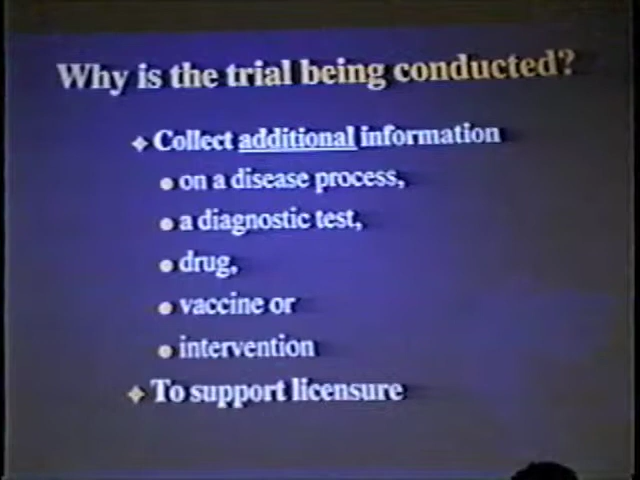 Why is the trial being conducted?
Collect additional information
on a disease process,
a diagnostic test,
drug,
vaccine or
intervention
To support licensure